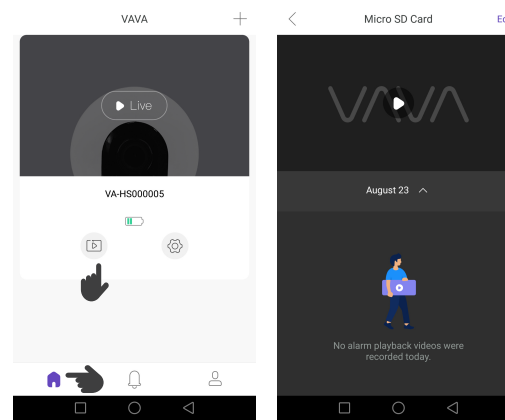 VAVA
Live
VA-HS000005
Micro SD Card
VAVA
August 23
No alarm playback videos were
recorded today.